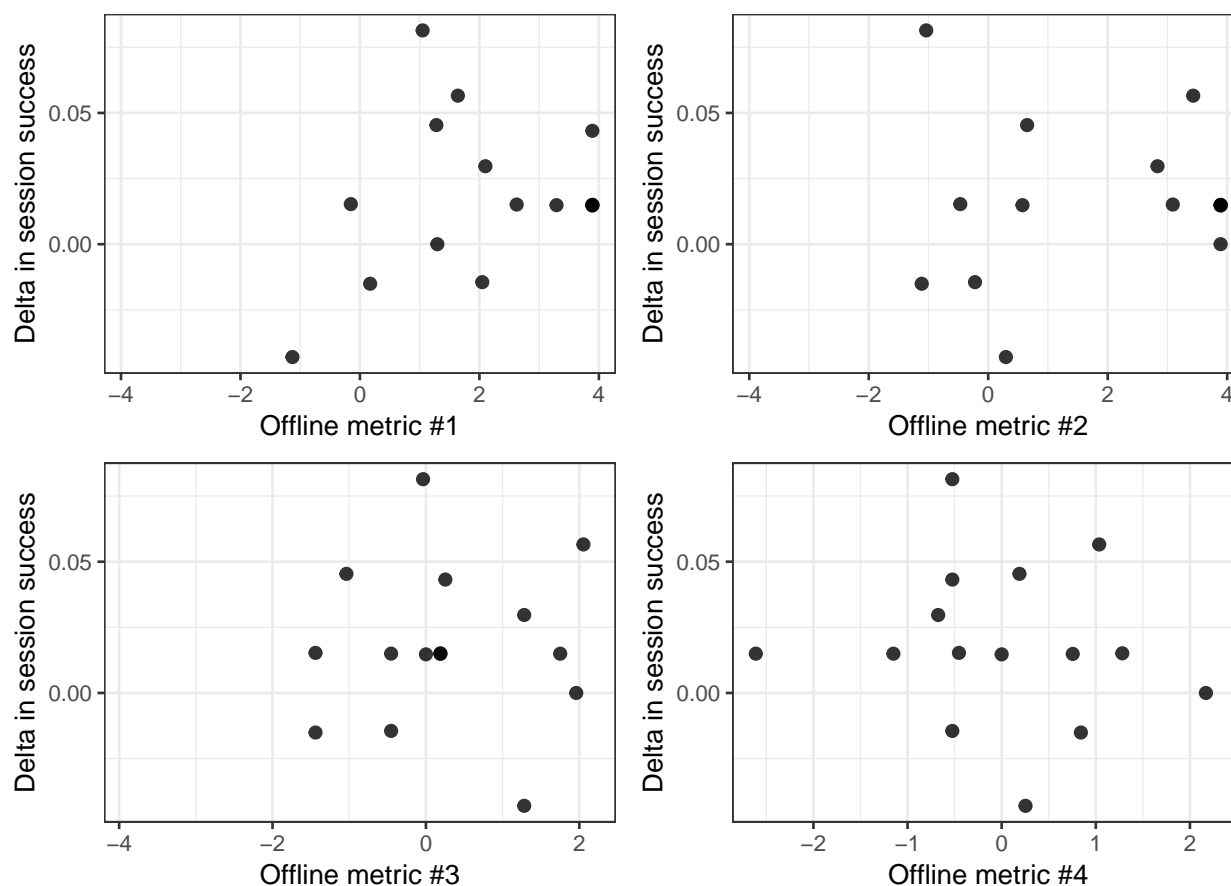 Delta in session success
0.05
0.00
−4 −2 0 2 4
Offline metric #1
Delta in session success
0.05
0.00
−4 −2 0 2 4
Offline metric #2
Delta in session success
0.05
0.00
−4 −2 0 2
Offline metric #3
Delta in session success
0.05
0.00
−2 −1 0 1 2
Offline metric #4